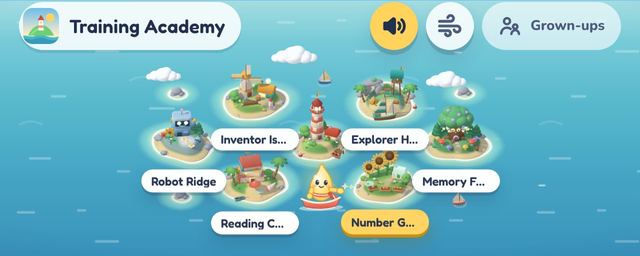 Training Academy
Grown-ups
Inventor Is...
Explorer H...
Robot Ridge
Memory F...
Reading C...
Number G...